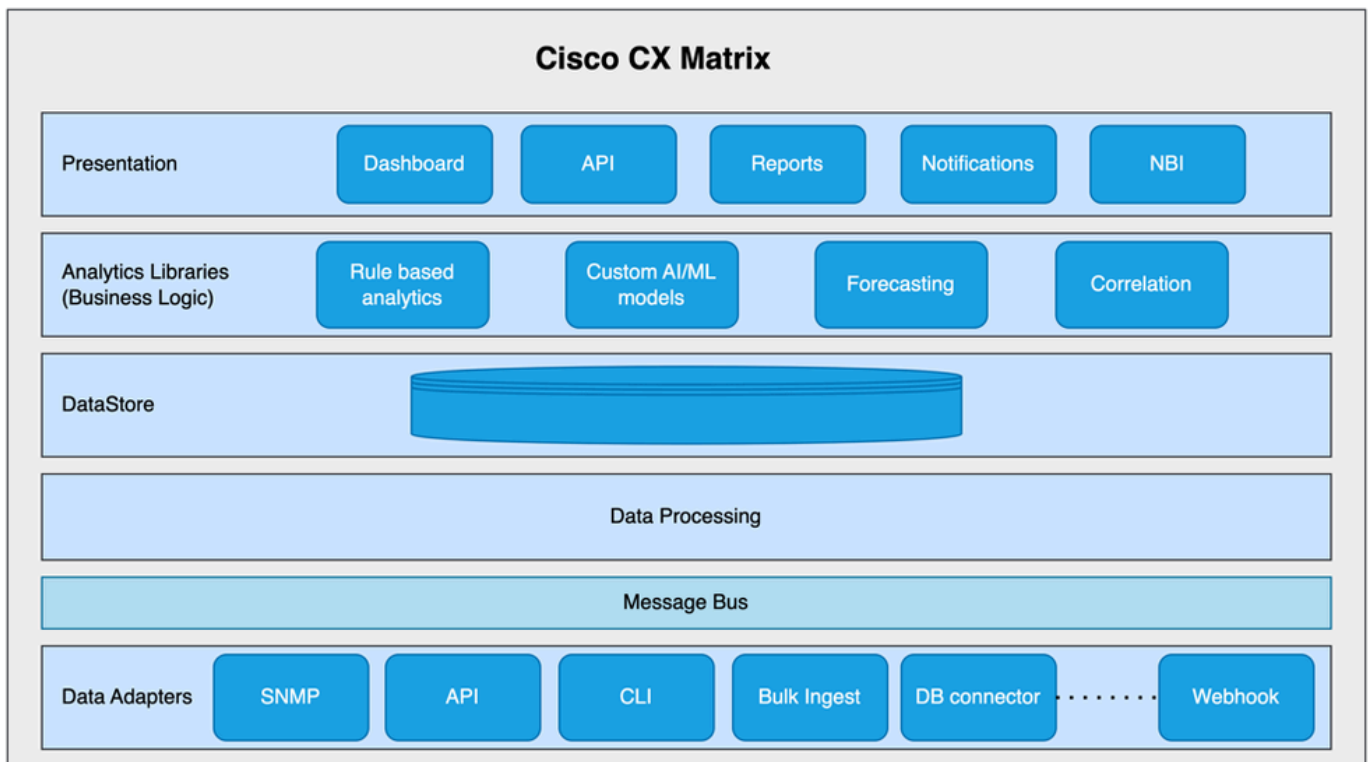 Cisco CX Matrix
Presentation
Dashboard
API
Reports
Notifications
NBI
Analytics Libraries
(Business Logic)
Rule based
analytics
Custom AI/ML
models
Forecasting
Correlation
DataStore
Data Processing
Message Bus
Data Adapters
SNMP
API
CLI
Bulk Ingest
DB connector
Webhook